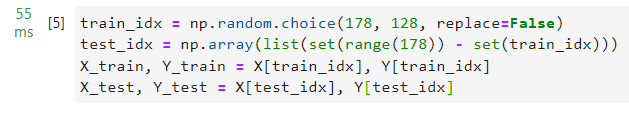 55
ms
[5]
train_idx = np.random.choice(178, 128, replace=False)
test_idx = np.array(list(set(range(178)) - set(train_idx)))
X_train, Y_train = X[train_idx], Y[train_idx]
X_test, Y_test = X[test_idx], Y[test_idx]